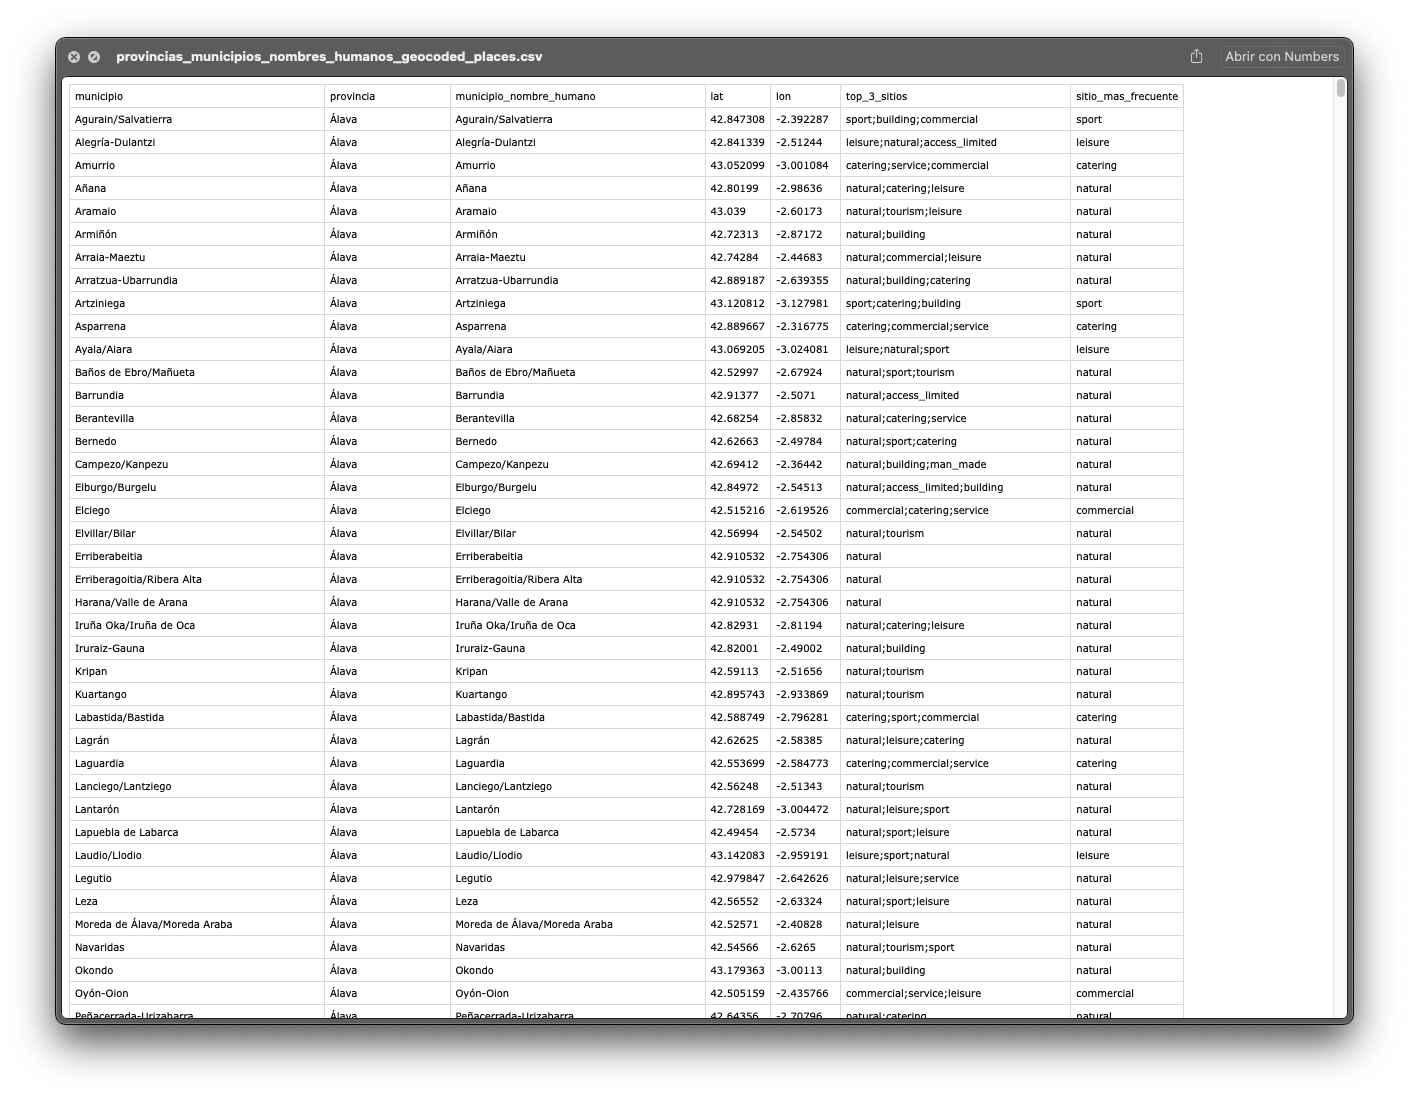 provincias_municipios_nombres_humanos_geocoded_places.csv Abrir con Numbers
municipio provincia municipio_nombre_humano lat lon top_3_sitios sitio_mas_frecuente
Agurain/Salvatierra Álava Agurain/Salvatierra 42.847308 -2.392287 sport;building;commercial sport
Alegría-Dulantzi Álava Alegría-Dulantzi 42.841339 -2.51244 leisure;natural;access_limited leisure
Amurrio Álava Amurrio 43.052099 -3.001084 catering;service;commercial catering
Añana Álava Añana 42.80199 -2.98636 natural;catering;leisure natural
Aramaio Álava Aramaio 43.039 -2.60173 natural;tourism;leisure natural
Armiñón Álava Armiñón 42.72313 -2.87172 natural;building natural
Arraia-Maeztu Álava Arraia-Maeztu 42.74284 -2.44683 natural;commercial;leisure natural
Arratzua-Ubarrundia Álava Arratzua-Ubarrundia 42.889187 -2.639355 natural;building;catering natural
Artziniega Álava Artziniega 43.120812 -3.127981 sport;catering;building sport
Asparrena Álava Asparrena 42.889667 -2.316775 catering;commercial;service catering
Ayala/Aiara Álava Ayala/Aiara 43.069205 -3.024081 leisure;natural;sport leisure
Baños de Ebro/Mañueta Álava Baños de Ebro/Mañueta 42.52997 -2.67924 natural;sport;tourism natural
Barrundia Álava Barrundia 42.91377 -2.5071 natural;access_limited natural
Berantevilla Álava Berantevilla 42.68254 -2.85832 natural;catering;service natural
Bernedo Álava Bernedo 42.62663 -2.49784 natural;sport;catering natural
Campezo/Kanpezu Álava Campezo/Kanpezu 42.69412 -2.36442 natural;building;man_made natural
Elburgo/Burgelu Álava Elburgo/Burgelu 42.84972 -2.54513 natural;access_limited;building natural
Elciego Álava Elciego 42.515216 -2.619526 commercial;catering;service commercial
Elvillar/Bilar Álava Elvillar/Bilar 42.56994 -2.54502 natural;tourism natural
Erriberabeitia Álava Erriberabeitia 42.910532 -2.754306 natural natural
Erriberagoitia/Ribera Alta Álava Erriberagoitia/Ribera Alta 42.910532 -2.754306 natural natural
Harana/Valle de Arana Álava Harana/Valle de Arana 42.910532 -2.754306 natural natural
Iruña Oka/Iruña de Oca Álava Iruña Oka/Iruña de Oca 42.82931 -2.81194 natural;catering;leisure natural
Iruraiz-Gauna Álava Iruraiz-Gauna 42.82001 -2.49002 natural;building natural
Kripan Álava Kripan 42.59113 -2.51656 natural;tourism natural
Kuartango Álava Kuartango 42.895743 -2.933869 natural;tourism natural
Labastida/Bastida Álava Labastida/Bastida 42.588749 -2.796281 catering;sport;commercial catering
Lagrán Álava Lagrán 42.62625 -2.58385 natural;leisure;catering natural
Laguardia Álava Laguardia 42.553699 -2.584773 catering;commercial;service catering
Lanciego/Lantziego Álava Lanciego/Lantziego 42.56248 -2.51343 natural;tourism natural
Lantarón Álava Lantarón 42.728169 -3.004472 natural;leisure;sport natural
Lapuebla de Labarca Álava Lapuebla de Labarca 42.49454 -2.5734 natural;sport;leisure natural
Laudio/Llodio Álava Laudio/Llodio 43.142083 -2.959191 leisure;sport;natural leisure
Legutio Álava Legutio 42.979847 -2.642626 natural;leisure;service natural
Leza Álava Leza 42.56552 -2.63324 natural;sport;leisure natural
Moreda de Álava/Moreda Araba Álava Moreda de Álava/Moreda Araba 42.52571 -2.40828 natural;leisure natural
Navaridas Álava Navaridas 42.54566 -2.6265 natural;tourism;sport natural
Okondo Álava Okondo 43.179363 -3.00113 natural;building natural
Oyón-Oion Álava Oyón-Oion 42.505159 -2.435766 commercial;service;leisure commercial
Peñacerrada-Urizaharra Álava Peñacerrada-Urizaharra 42.64356 -2.70796 natural;catering natural